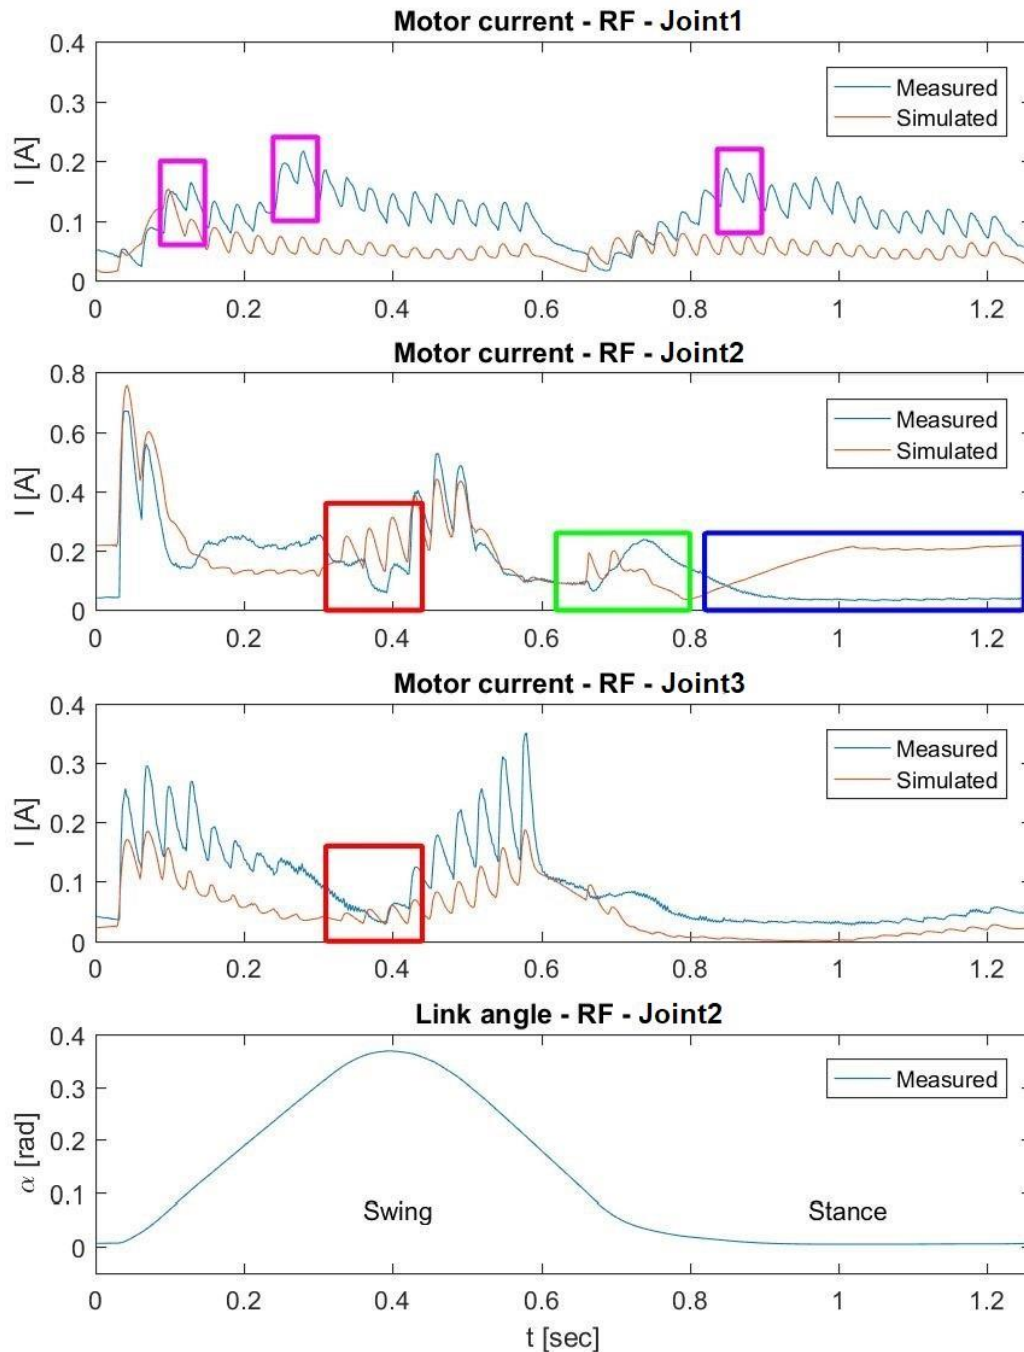 Motor current - RF - Joint1
I [A]
0.4
0.3
0.2
0.1
0
Measured
Simulated
0 0.2 0.4 0.6 0.8 1 1.2
Motor current - RF - Joint2
I [A]
0.8
0.6
0.4
0.2
0
Measured
Simulated
0 0.2 0.4 0.6 0.8 1 1.2
Motor current - RF - Joint3
I [A]
0.4
0.3
0.2
0.1
0
Measured
Simulated
0 0.2 0.4 0.6 0.8 1 1.2
Link angle - RF - Joint2
α [rad]
0.4
0.3
0.2
0.1
0
Measured
Swing
Stance
0 0.2 0.4 0.6 0.8 1 1.2
t [sec]